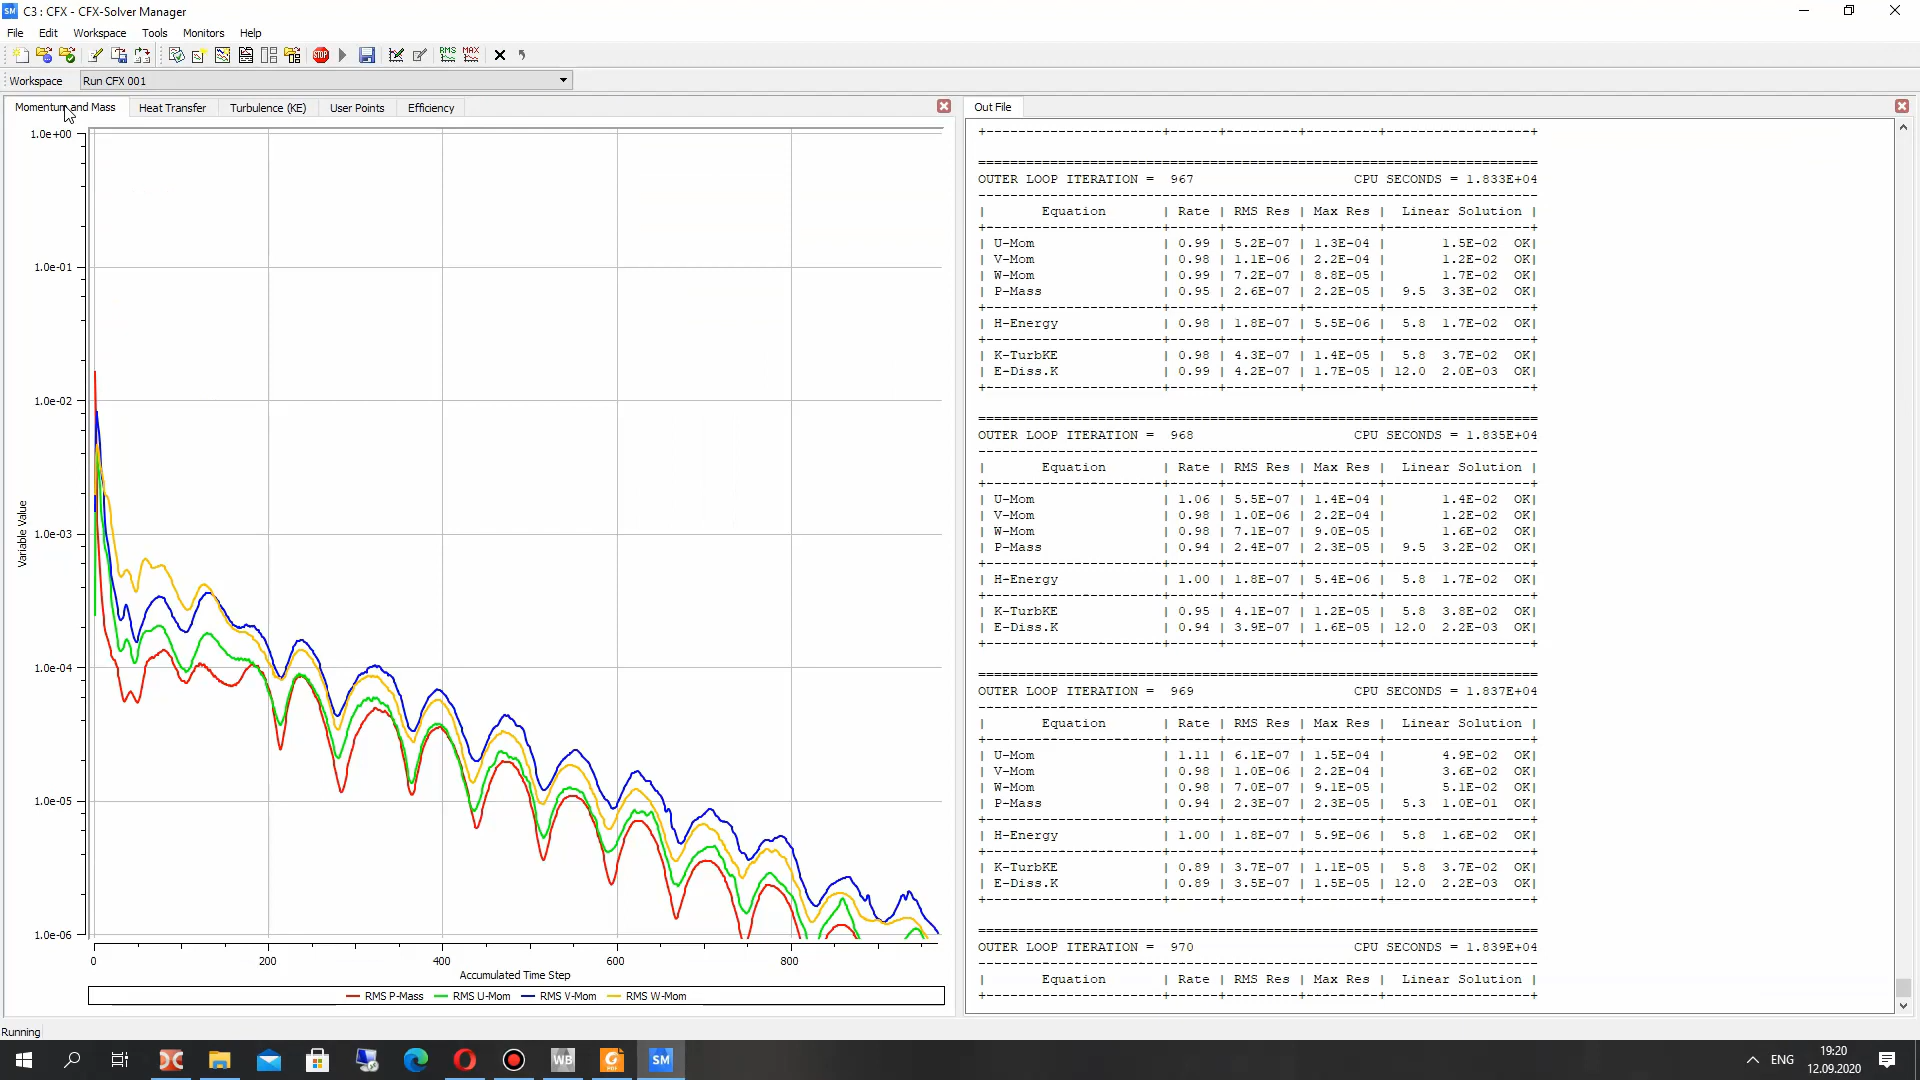 SM C3 : CFX - CFX-Solver Manager
File Edit Workspace Tools Monitors Help
STOP RMS MAX
Workspace Run CFX 001
Momentum and Mass Heat Transfer Turbulence (KE) User Points Efficiency
1.0e+00
1.0e-01
1.0e-02
1.0e-03
1.0e-04
1.0e-05
1.0e-06
Variable Value
0 200 400 600 800
Accumulated Time Step
RMS P-Mass RMS U-Mom RMS V-Mom RMS W-Mom
Out File
+----------------------+------+---------+---------+------------------+
======================================================================
OUTER LOOP ITERATION = 967 CPU SECONDS = 1.833E+04
----------------------------------------------------------------------
| Equation | Rate | RMS Res | Max Res | Linear Solution |
+----------------------+------+---------+---------+------------------+
| U-Mom | 0.99 | 5.2E-07 | 1.3E-04 | 1.5E-02 OK|
| V-Mom | 0.98 | 1.1E-06 | 2.2E-04 | 1.2E-02 OK|
| W-Mom | 0.99 | 7.2E-07 | 8.8E-05 | 1.7E-02 OK|
| P-Mass | 0.95 | 2.6E-07 | 2.2E-05 | 9.5 3.3E-02 OK|
+----------------------+------+---------+---------+------------------+
| H-Energy | 0.98 | 1.8E-07 | 5.5E-06 | 5.8 1.7E-02 OK|
+----------------------+------+---------+---------+------------------+
| K-TurbKE | 0.98 | 4.3E-07 | 1.4E-05 | 5.8 3.7E-02 OK|
| E-Diss.K | 0.99 | 4.2E-07 | 1.7E-05 | 12.0 2.0E-03 OK|
+----------------------+------+---------+---------+------------------+
======================================================================
OUTER LOOP ITERATION = 968 CPU SECONDS = 1.835E+04
----------------------------------------------------------------------
| Equation | Rate | RMS Res | Max Res | Linear Solution |
+----------------------+------+---------+---------+------------------+
| U-Mom | 1.06 | 5.5E-07 | 1.4E-04 | 1.4E-02 OK|
| V-Mom | 0.98 | 1.0E-06 | 2.2E-04 | 1.2E-02 OK|
| W-Mom | 0.98 | 7.1E-07 | 9.0E-05 | 1.6E-02 OK|
| P-Mass | 0.94 | 2.4E-07 | 2.3E-05 | 9.5 3.2E-02 OK|
+----------------------+------+---------+---------+------------------+
| H-Energy | 1.00 | 1.8E-07 | 5.4E-06 | 5.8 1.7E-02 OK|
+----------------------+------+---------+---------+------------------+
| K-TurbKE | 0.95 | 4.1E-07 | 1.2E-05 | 5.8 3.8E-02 OK|
| E-Diss.K | 0.94 | 3.9E-07 | 1.6E-05 | 12.0 2.2E-03 OK|
+----------------------+------+---------+---------+------------------+
======================================================================
OUTER LOOP ITERATION = 969 CPU SECONDS = 1.837E+04
----------------------------------------------------------------------
| Equation | Rate | RMS Res | Max Res | Linear Solution |
+----------------------+------+---------+---------+------------------+
| U-Mom | 1.11 | 6.1E-07 | 1.5E-04 | 4.9E-02 OK|
| V-Mom | 0.98 | 1.0E-06 | 2.2E-04 | 3.6E-02 OK|
| W-Mom | 0.98 | 7.0E-07 | 9.1E-05 | 5.1E-02 OK|
| P-Mass | 0.94 | 2.3E-07 | 2.3E-05 | 5.3 1.0E-01 OK|
+----------------------+------+---------+---------+------------------+
| H-Energy | 1.00 | 1.8E-07 | 5.9E-06 | 5.8 1.6E-02 OK|
+----------------------+------+---------+---------+------------------+
| K-TurbKE | 0.89 | 3.7E-07 | 1.1E-05 | 5.8 3.7E-02 OK|
| E-Diss.K | 0.89 | 3.5E-07 | 1.5E-05 | 12.0 2.2E-03 OK|
+----------------------+------+---------+---------+------------------+
======================================================================
OUTER LOOP ITERATION = 970 CPU SECONDS = 1.839E+04
----------------------------------------------------------------------
| Equation | Rate | RMS Res | Max Res | Linear Solution |
+----------------------+------+---------+---------+------------------+
Running
WB SM ENG 19:20
12.09.2020